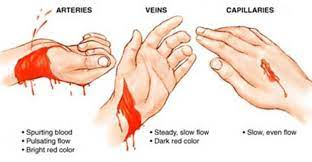 ARTERIES
VEINS
CAPILLARIES
• Spurting blood
• Pulsating flow
• Bright red color
• Steady, slow flow
• Dark red color
• Slow, even flow